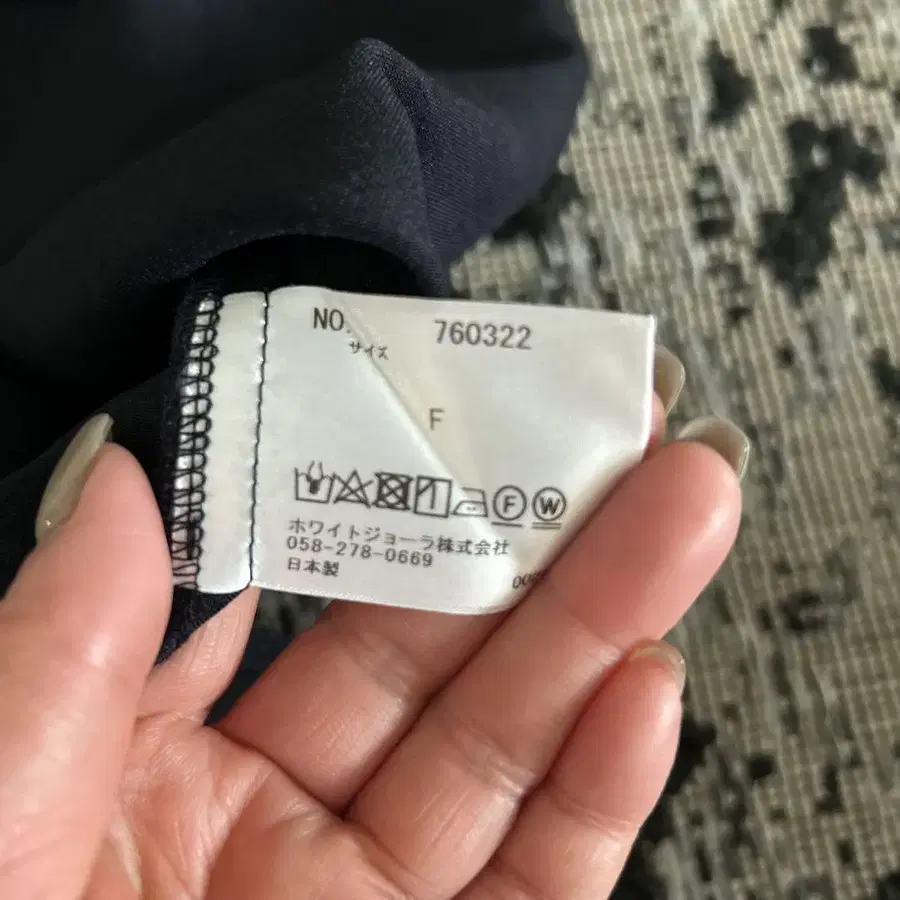 NO. 760322
サイズ
F
ホワイトジョーラ株式会社
058-278-0669
日本製